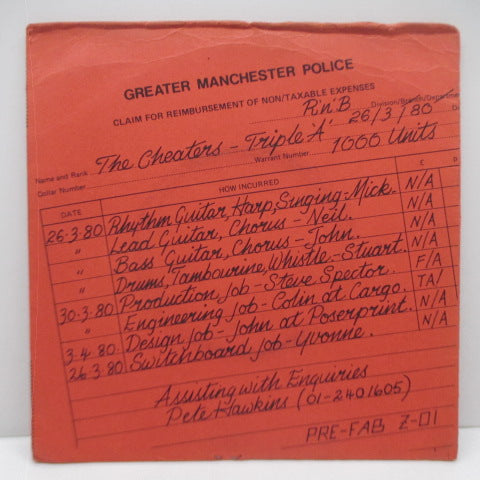 GREATER MANCHESTER POLICE
CLAIM FOR REIMBURSEMENT OF NON/TAXABLE EXPENSES
R'n'B Division/Branch/Department
Name and Rank The Cheaters - Triple 'A' 26/3/80
Collar Number Warrant Number 1000 Units
DATE HOW INCURRED £ P
26·3·80 Rhythm Guitar, Harp, Singing - Mick. N/A
" Lead Guitar, Chorus - Neil. N/A
" Bass Guitar, Chorus - John. N/A
" Drums, Tambourine, Whistle - Stuart. N/A
30·3·80 Production Job - Steve Spector. F/A
" Engineering Job - Colin at Cargo. TA/
3·4·80 Design Job - John at Poserprint. N/A
26·3·80 Switchboard Job - Yvonne. N/A
Assisting with Enquiries
Pete Hawkins (01-2401605)
PRE-FAB Z-01